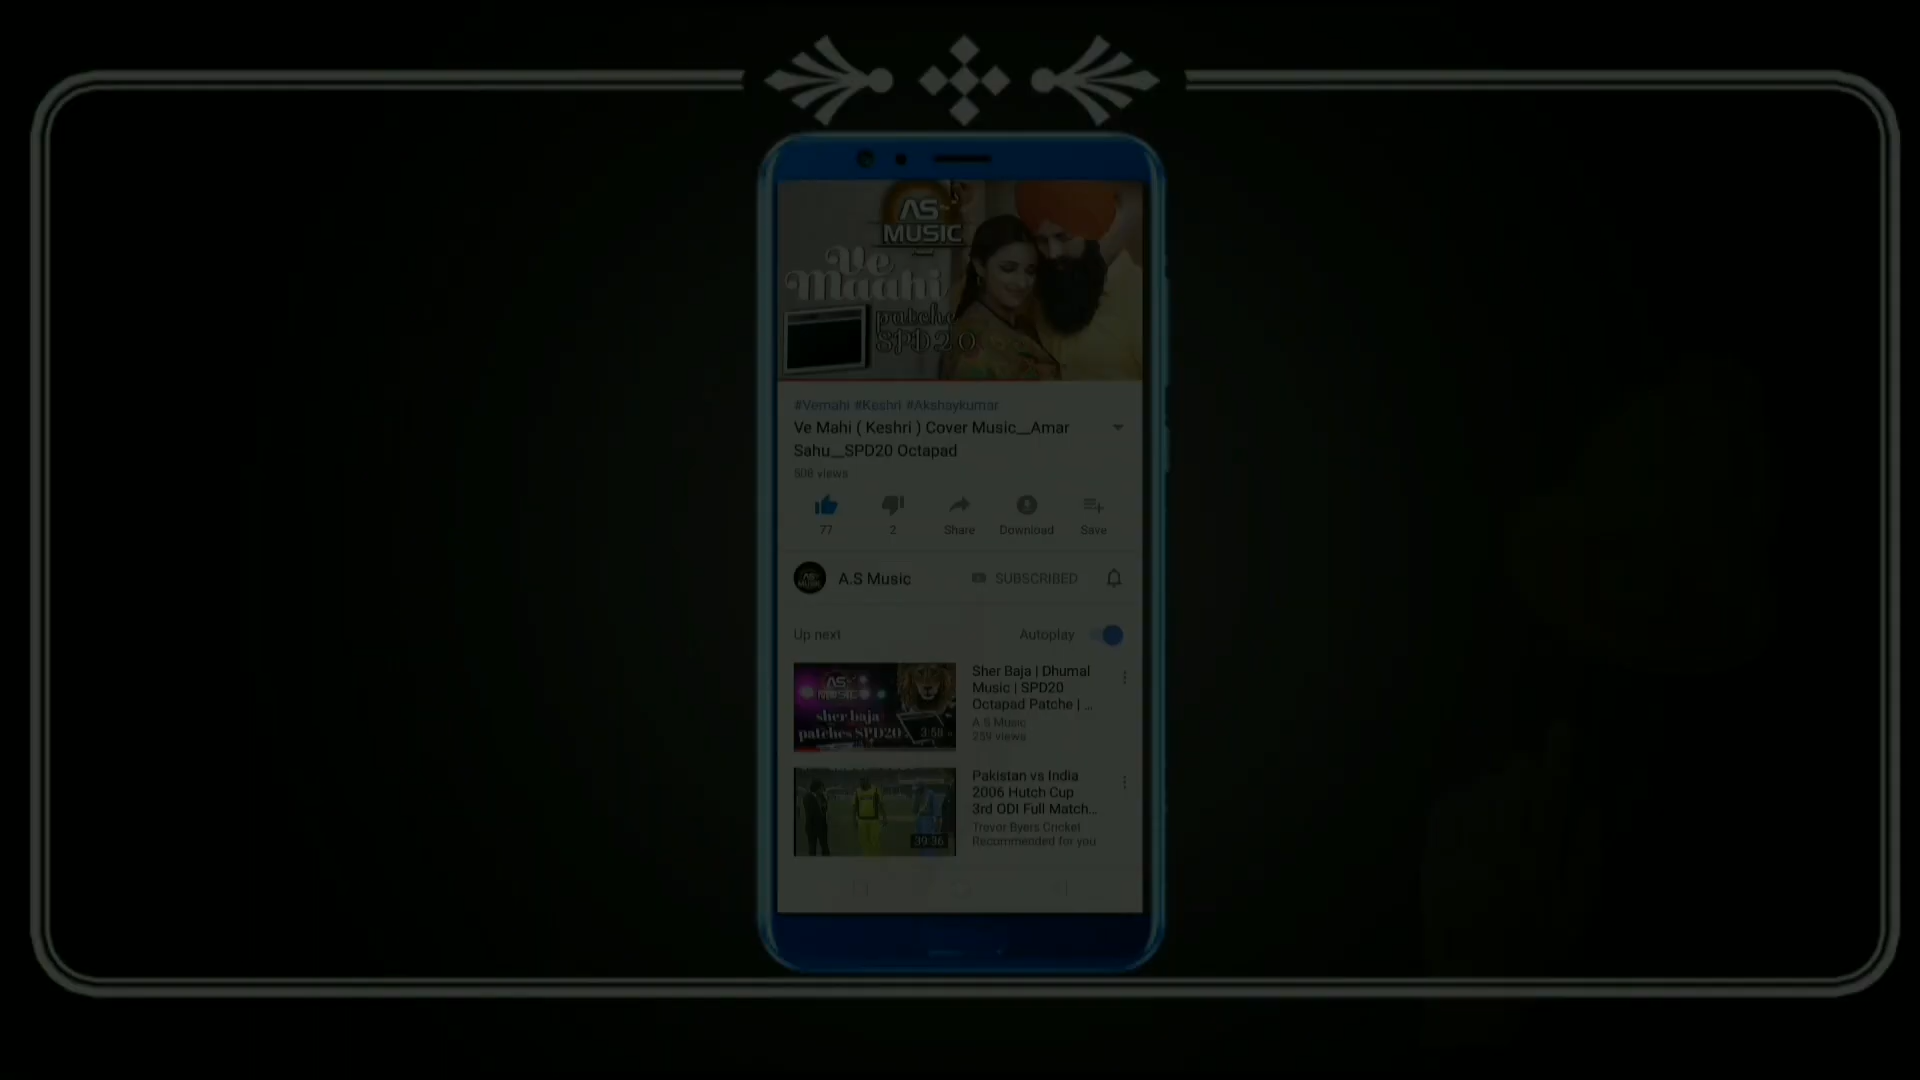 AS
MUSIC
Ve
Maahi
patche
SPD20
#Vemahi #Keshri #Akshaykumar
Ve Mahi ( Keshri ) Cover Music__Amar
Sahu__SPD20 Octapad
508 views
77
2
Share
Download
Save
A.S Music
SUBSCRIBED
Up next
Autoplay
AS
MUSIC
sher baja
patches SPD20
3:58
Sher Baja | Dhumal
Music | SPD20
Octapad Patche | ...
A.S Music
259 views
39:36
Pakistan vs India
2006 Hutch Cup
3rd ODI Full Match...
Trevor Byers Cricket
Recommended for you